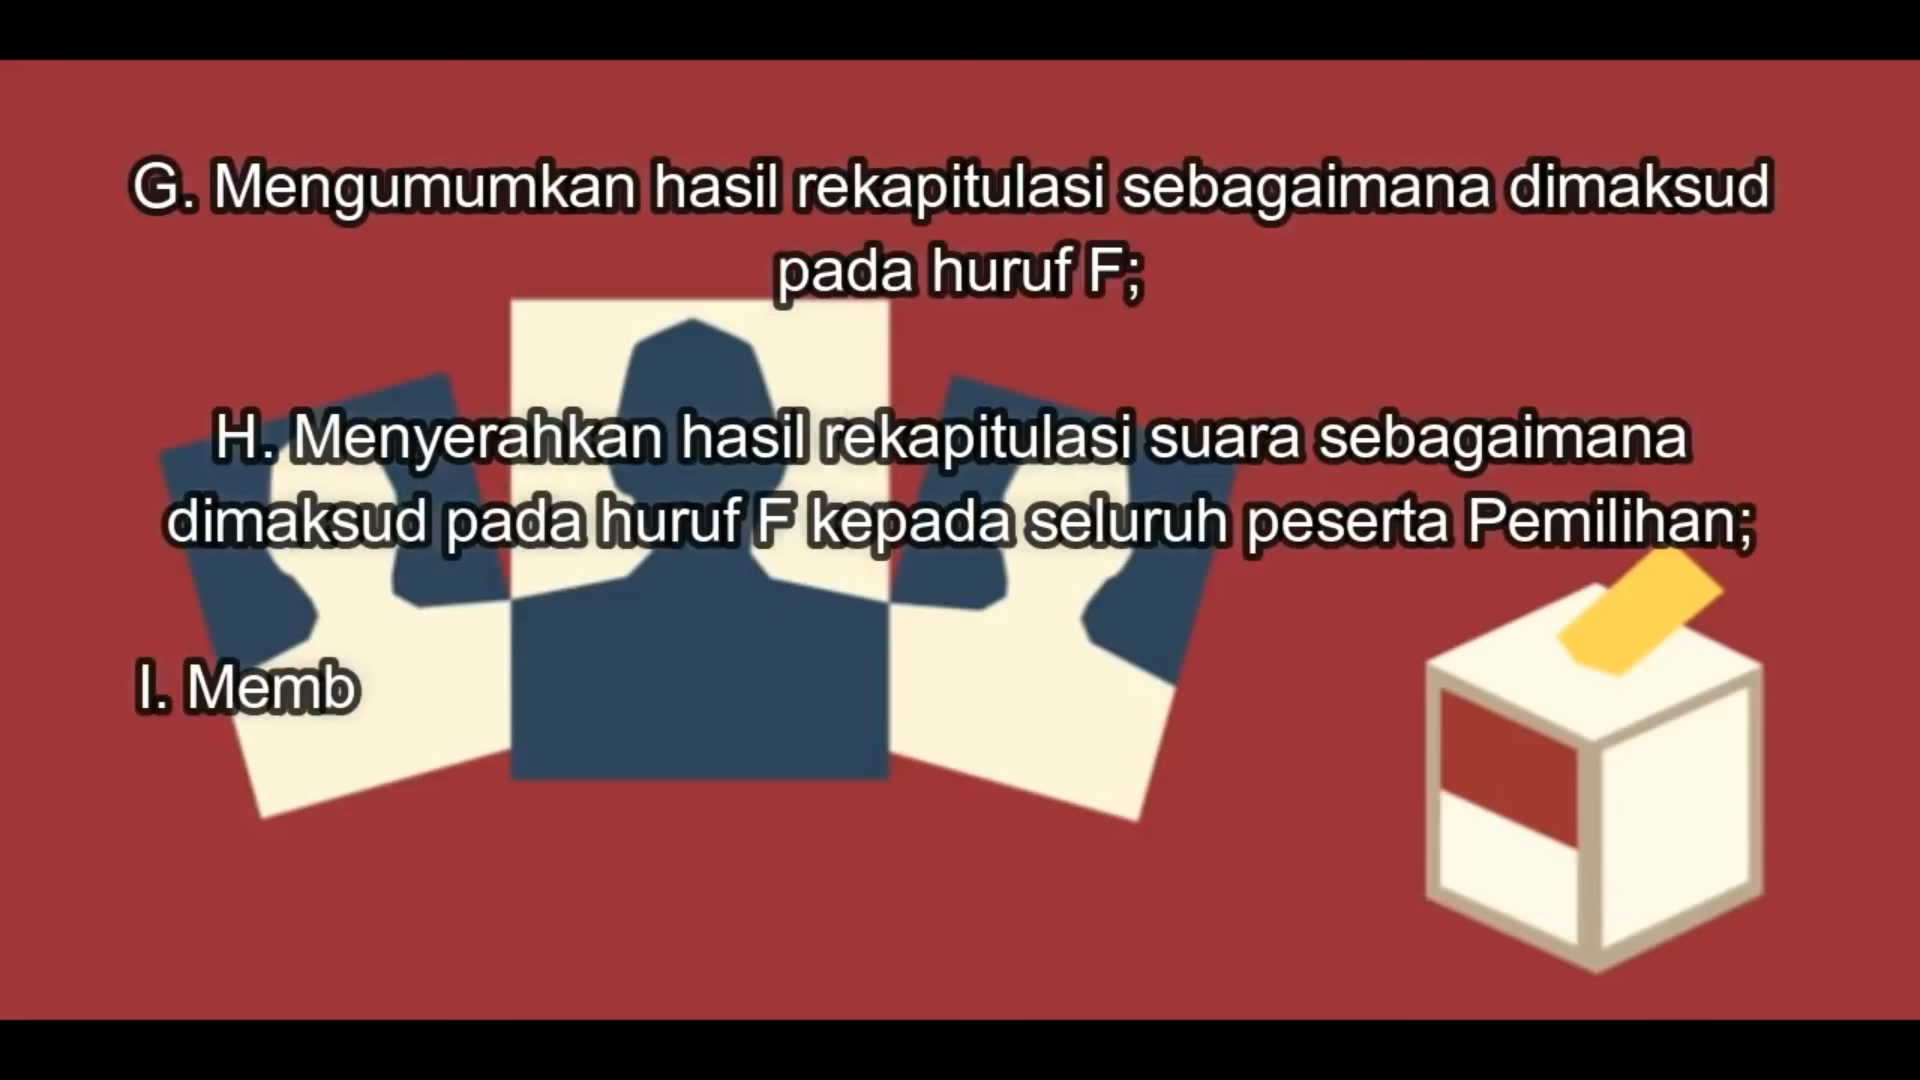 G. Mengumumkan hasil rekapitulasi sebagaimana dimaksud
pada huruf F;
H. Menyerahkan hasil rekapitulasi suara sebagaimana
dimaksud pada huruf F kepada seluruh peserta Pemilihan;
I. Memb